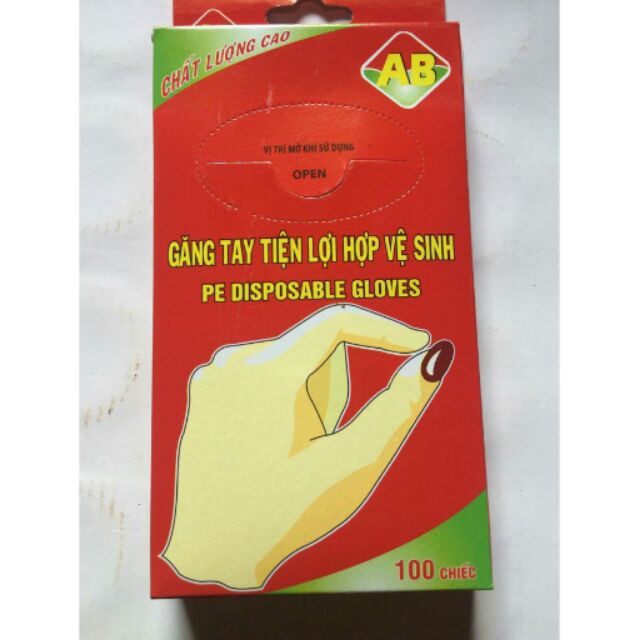 CHẤT LƯỢNG CAO
AB
VỊ TRÍ MỞ KHI SỬ DỤNG
OPEN
GĂNG TAY TIỆN LỢI HỢP VỆ SINH
PE DISPOSABLE GLOVES
100 CHIẾC